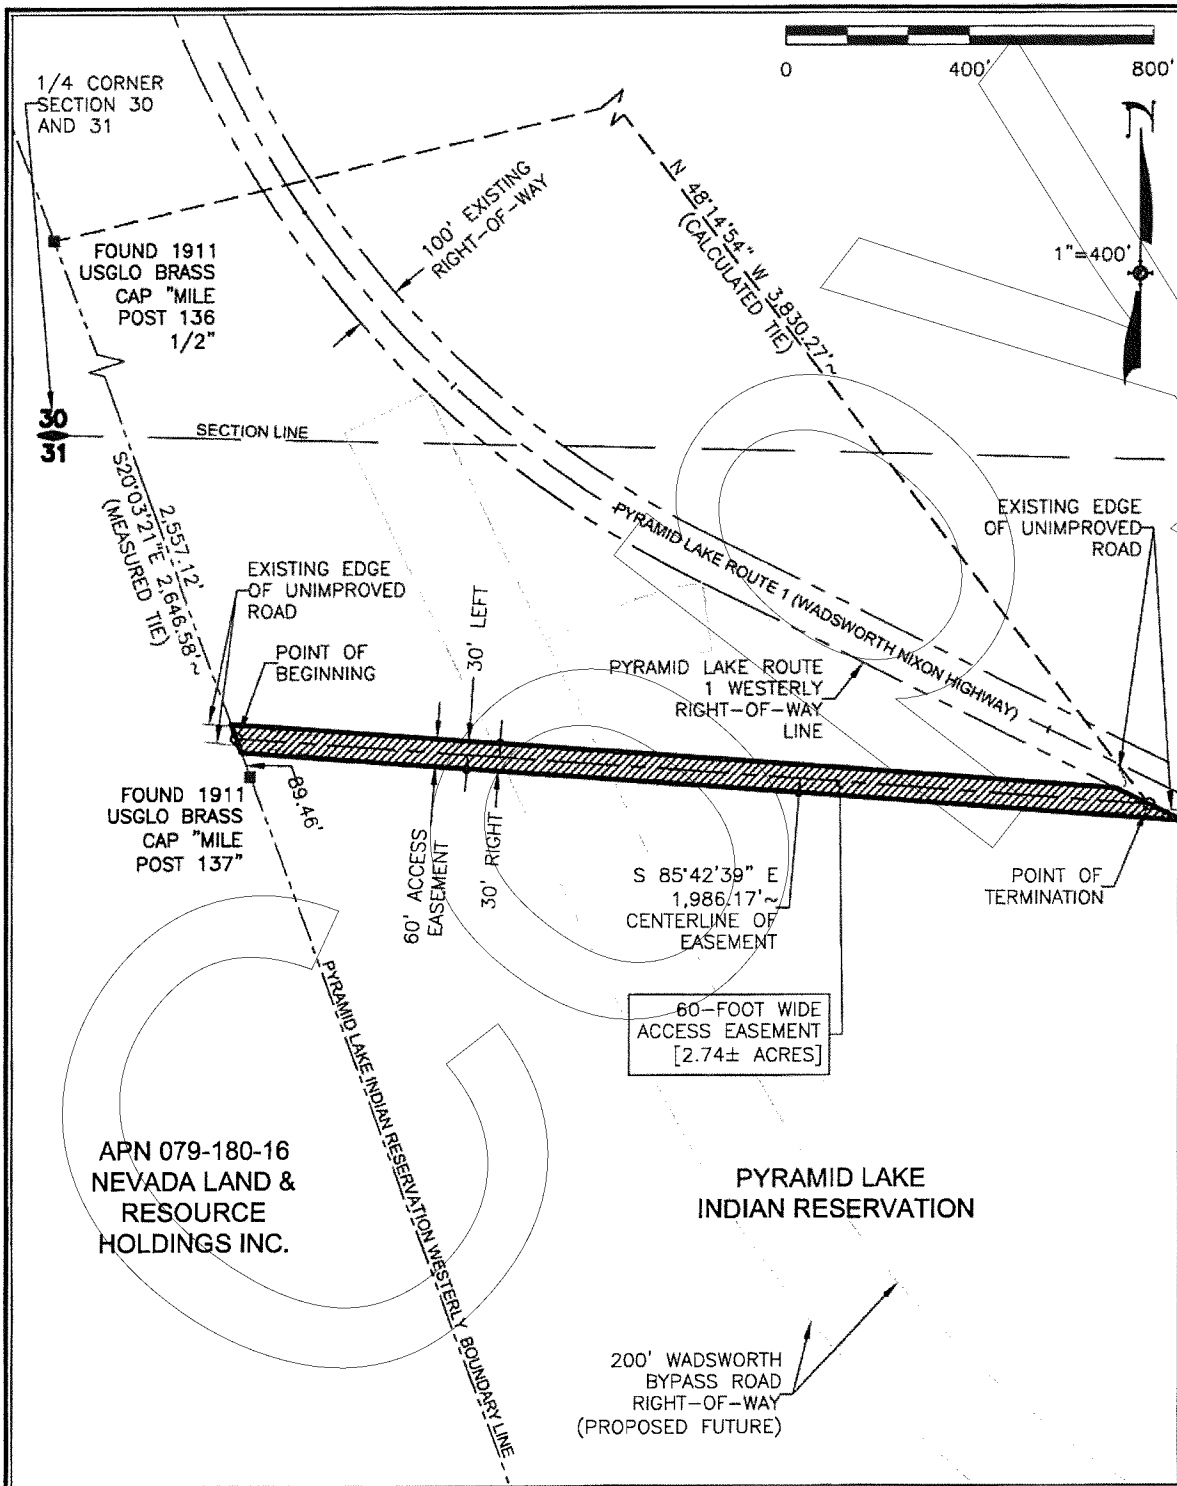 0 400' 800'
1/4 CORNER
SECTION 30
AND 31
100' EXISTING
RIGHT-OF-WAY
N 48°14'54" W 3,830.27'~
(CALCULATED TIE)
1"=400'
FOUND 1911
USGLO BRASS
CAP "MILE
POST 136
1/2"
30
31
SECTION LINE
2,557.12'
S20°03'21"E 2,646.58'~
(MEASURED TIE)
EXISTING EDGE
OF UNIMPROVED
ROAD
PYRAMID LAKE ROUTE 1 (WADSWORTH NIXON HIGHWAY)
EXISTING EDGE
OF UNIMPROVED
ROAD
POINT OF
BEGINNING
30' LEFT
PYRAMID LAKE ROUTE
1 WESTERLY
RIGHT-OF-WAY
LINE
FOUND 1911
USGLO BRASS
CAP "MILE
POST 137"
89.46'
60' ACCESS
EASEMENT
30' RIGHT
S 85°42'39" E
1,986.17'~
CENTERLINE OF
EASEMENT
POINT OF
TERMINATION
60-FOOT WIDE
ACCESS EASEMENT
[2.74± ACRES]
PYRAMID LAKE INDIAN RESERVATION WESTERLY BOUNDARY LINE
APN 079-180-16
NEVADA LAND &
RESOURCE
HOLDINGS INC.
PYRAMID LAKE
INDIAN RESERVATION
200' WADSWORTH
BYPASS ROAD
RIGHT-OF-WAY
(PROPOSED FUTURE)